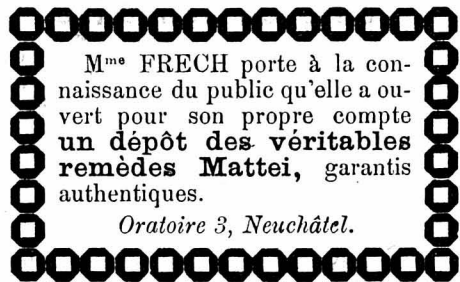 Mme FRECH porte à la con-
naissance du public qu'elle a ou-
vert pour son propre compte
un dépôt des véritables
remèdes Mattei, garantis
authentiques.
Oratoire 3, Neuchâtel.